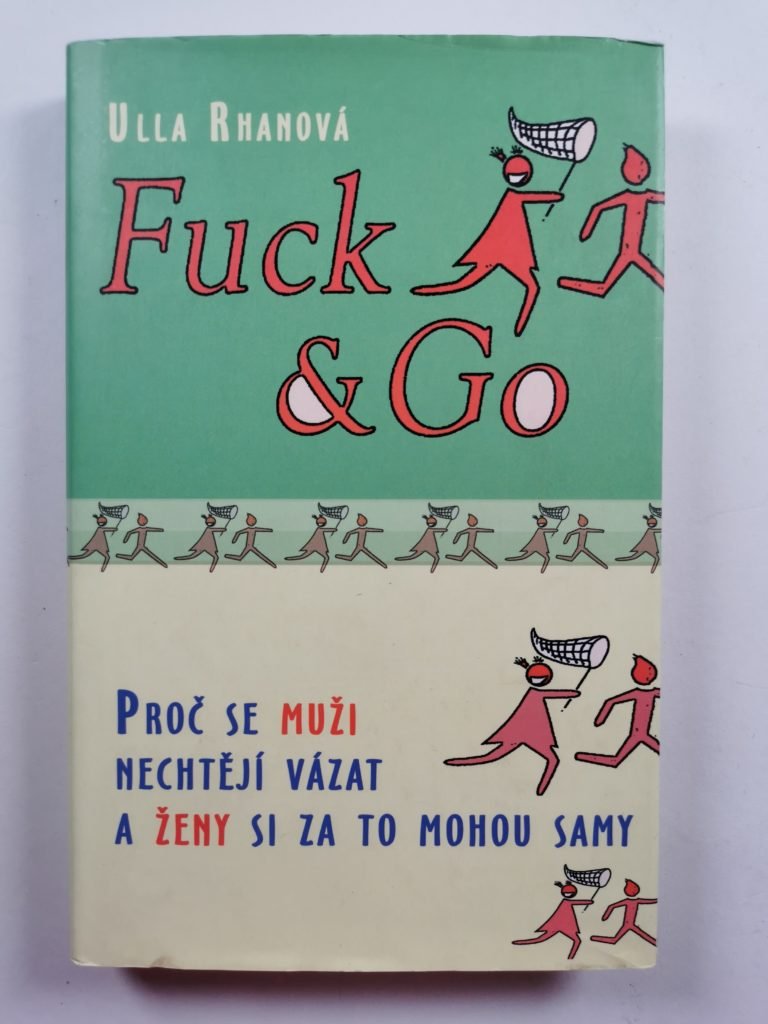 Ulla Rhanová
Fuck
& Go
Proč se muži
nechtějí vázat
a ženy si za to mohou samy